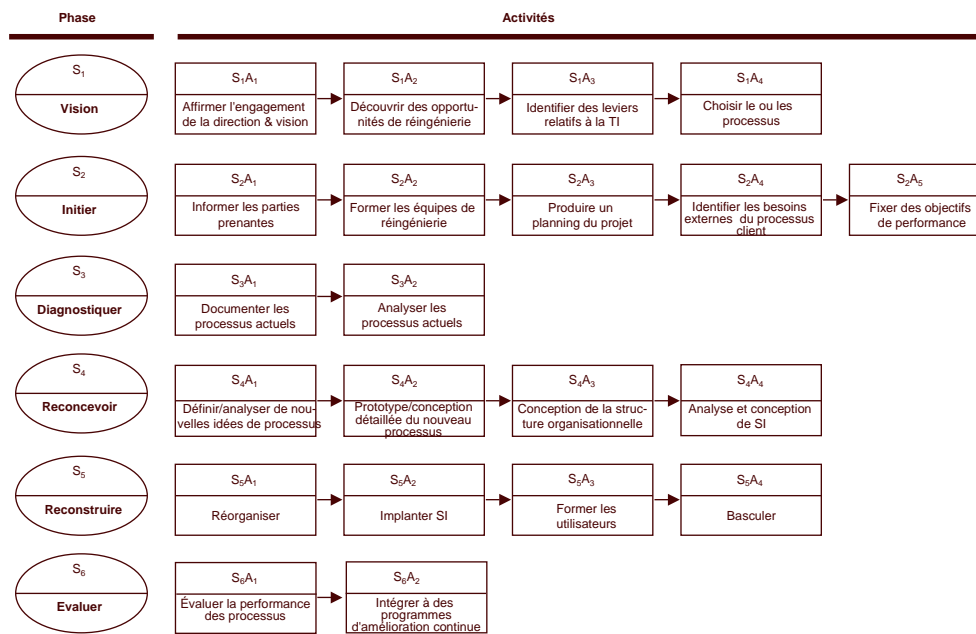 Phase
Activités
S₁
Vision
S₁A₁
Affirmer l'engagement
de la direction & vision
S₁A₂
Découvrir des opportu-
nités de réingénierie
S₁A₃
Identifier des leviers
relatifs à la TI
S₁A₄
Choisir le ou les
processus
S₂
Initier
S₂A₁
Informer les parties
prenantes
S₂A₂
Former les équipes de
réingénierie
S₂A₃
Produire un
planning du projet
S₂A₄
Identifier les besoins
externes du processus
client
S₂A₅
Fixer des objectifs
de performance
S₃
Diagnostiquer
S₃A₁
Documenter les
processus actuels
S₃A₂
Analyser les
processus actuels
S₄
Reconcevoir
S₄A₁
Définir/analyser de nou-
velles idées de processus
S₄A₂
Prototype/conception
détaillée du nouveau
processus
S₄A₃
Conception de la struc-
ture organisationnelle
S₄A₄
Analyse et conception
de SI
S₅
Reconstruire
S₅A₁
Réorganiser
S₅A₂
Implanter SI
S₅A₃
Former les
utilisateurs
S₅A₄
Basculer
S₆
Evaluer
S₆A₁
Évaluer la performance
des processus
S₆A₂
Intégrer à des
programmes
d'amélioration continue